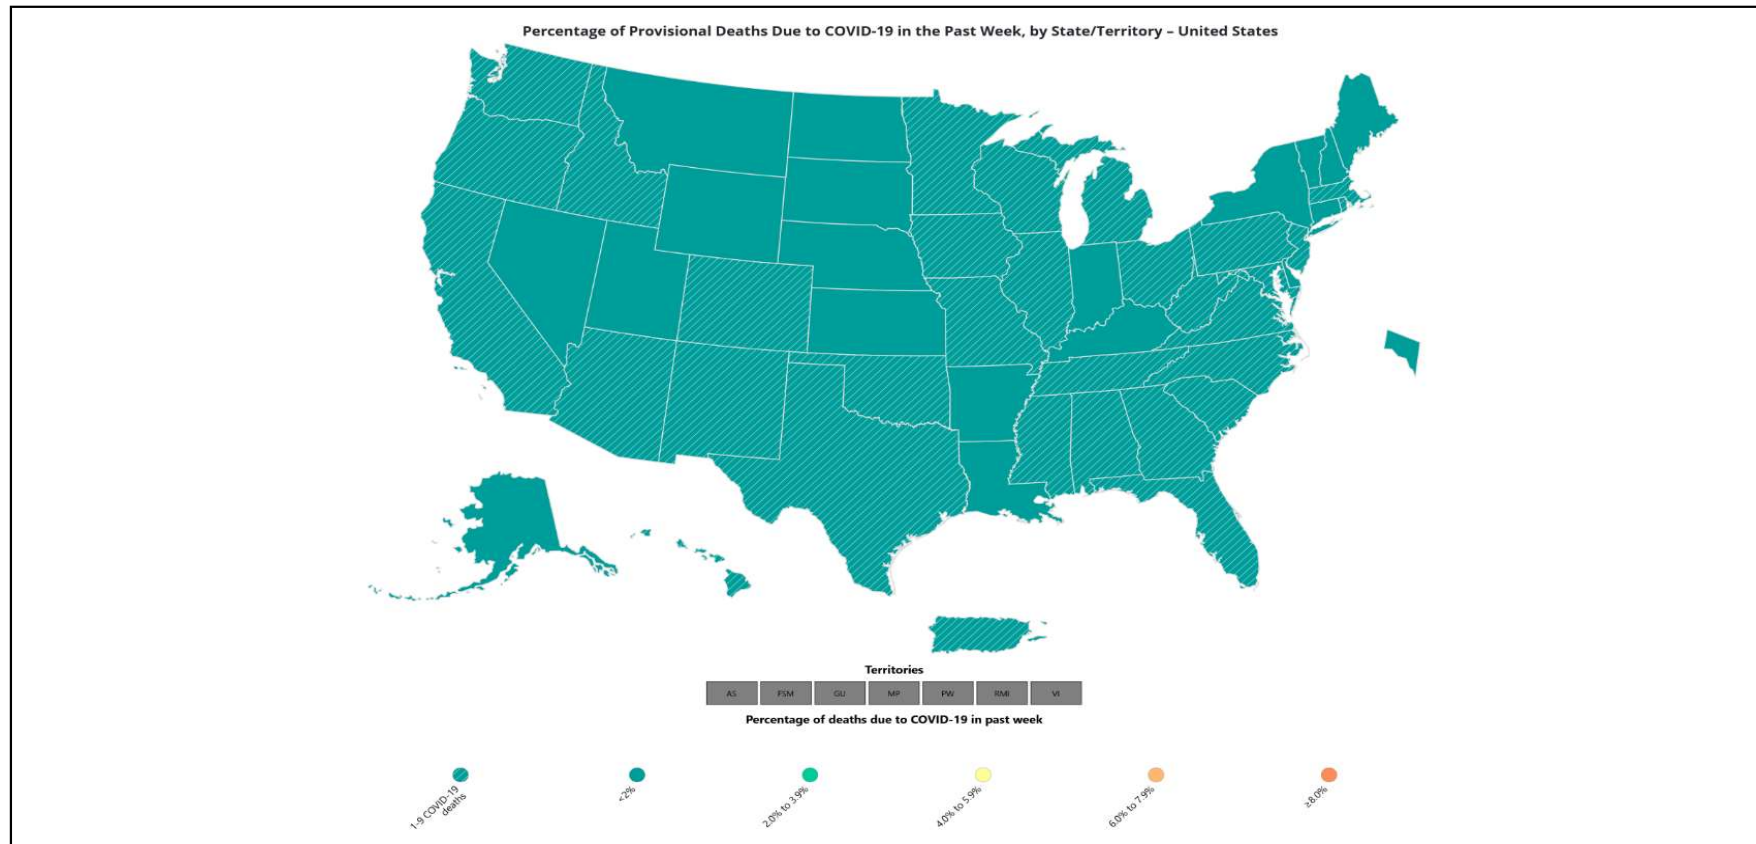 Percentage of Provisional Deaths Due to COVID-19 in the Past Week, by State/Territory – United States
Territories
AS FSM GU MP PW RMI VI
Percentage of deaths due to COVID-19 in past week
1-9 COVID-19
deaths
<2%
2.0% to 3.9%
4.0% to 5.9%
6.0% to 7.9%
≥8.0%